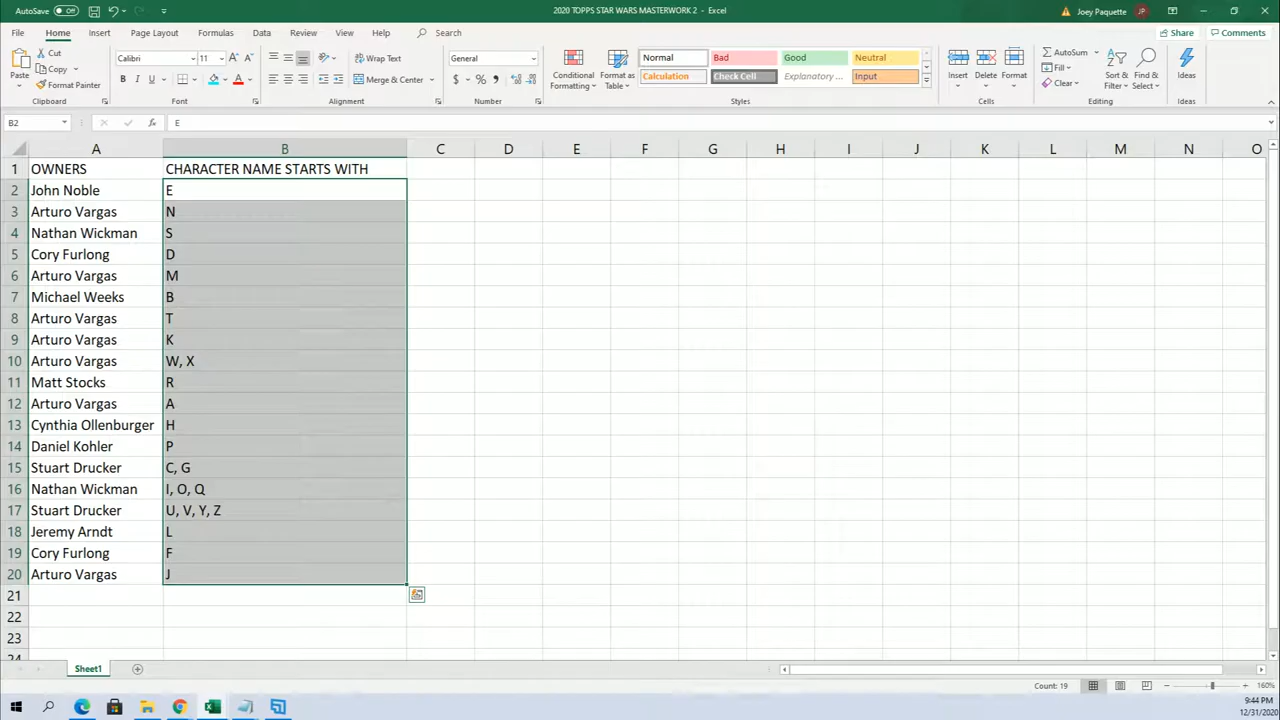 AutoSave Off 2020 TOPPS STAR WARS MASTERWORK 2 - Excel Joey Paquette JP
File Home Insert Page Layout Formulas Data Review View Help Search Share Comments
Paste Cut Copy Format Painter Clipboard
Calibri 11 B I U A Font
Wrap Text Merge & Center Alignment
General $ % Number
Conditional Formatting Format as Table
Normal Bad Good Neutral
Calculation Check Cell Explanatory ... Input
Styles
Insert Delete Format Cells
AutoSum Fill Clear Sort & Filter Find & Select Editing
Ideas Ideas
B2 fx E
A B C D E F G H I J K L M N O
1 OWNERS CHARACTER NAME STARTS WITH
2 John Noble E
3 Arturo Vargas N
4 Nathan Wickman S
5 Cory Furlong D
6 Arturo Vargas M
7 Michael Weeks B
8 Arturo Vargas T
9 Arturo Vargas K
10 Arturo Vargas W, X
11 Matt Stocks R
12 Arturo Vargas A
13 Cynthia Ollenburger H
14 Daniel Kohler P
15 Stuart Drucker C, G
16 Nathan Wickman I, O, Q
17 Stuart Drucker U, V, Y, Z
18 Jeremy Arndt L
19 Cory Furlong F
20 Arturo Vargas J
21
22
23
24
Sheet1
Count: 19 160%
9:44 PM
12/31/2020